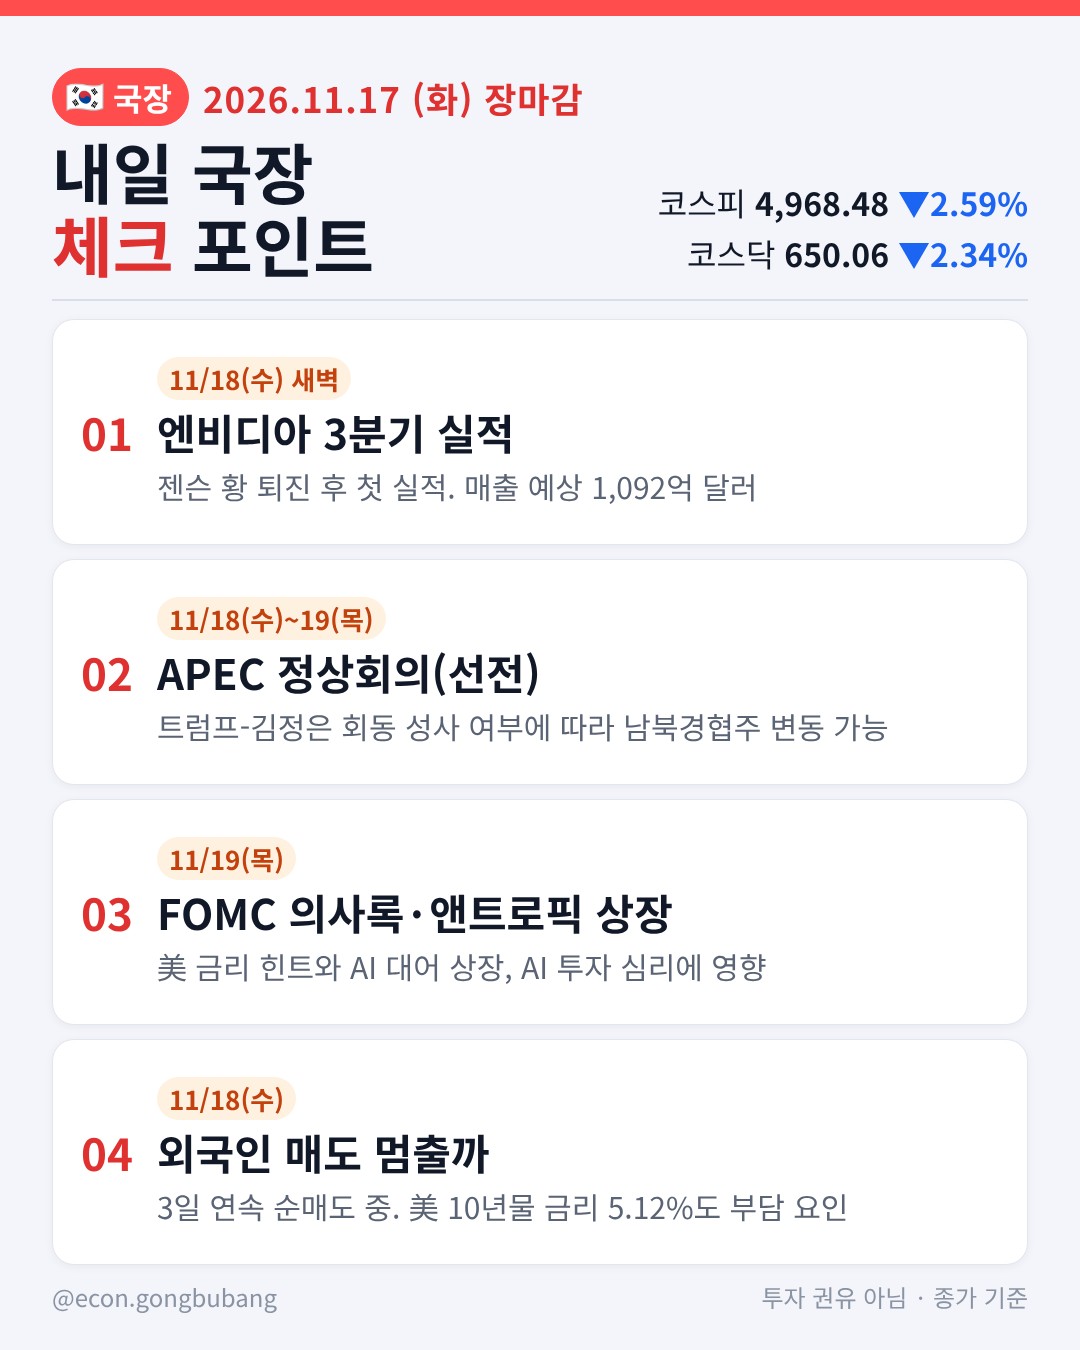 🇰🇷 국장 2026.11.17 (화) 장마감
내일 국장
체크 포인트
코스피 4,968.48 ▼2.59%
코스닥 650.06 ▼2.34%
11/18(수) 새벽
01 엔비디아 3분기 실적
젠슨 황 퇴진 후 첫 실적. 매출 예상 1,092억 달러
11/18(수)~19(목)
02 APEC 정상회의(선전)
트럼프-김정은 회동 성사 여부에 따라 남북경협주 변동 가능
11/19(목)
03 FOMC 의사록·앤트로픽 상장
美 금리 힌트와 AI 대어 상장, AI 투자 심리에 영향
11/18(수)
04 외국인 매도 멈출까
3일 연속 순매도 중. 美 10년물 금리 5.12%도 부담 요인
@econ.gongbubang
투자 권유 아님 · 종가 기준